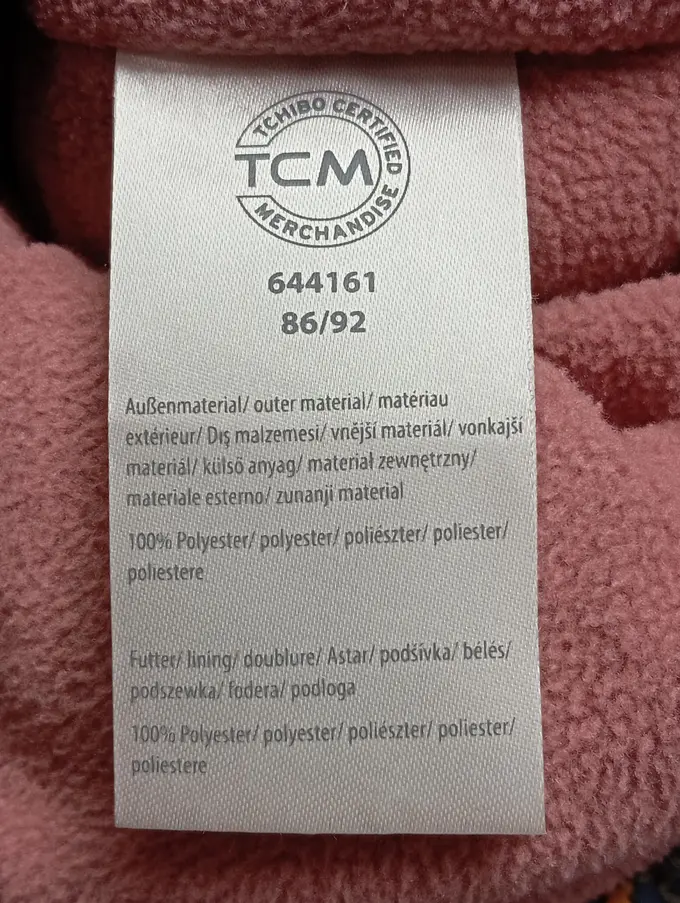 TCHIBO CERTIFIED
TCM
MERCHANDISE
644161
86/92
Außenmaterial/ outer material/ matériau
extérieur/ Dış malzemesi/ vnější materiál/ vonkajší
materiál/ külső anyag/ materiał zewnętrzny/
materiale esterno/ zunanji material
100% Polyester/ polyester/ poliészter/ poliester/
poliestere
Futter/ lining/ doublure/ Astar/ podšívka/ bélés/
podszewka/ fodera/ podloga
100% Polyester/ polyester/ poliészter/ poliester/
poliestere